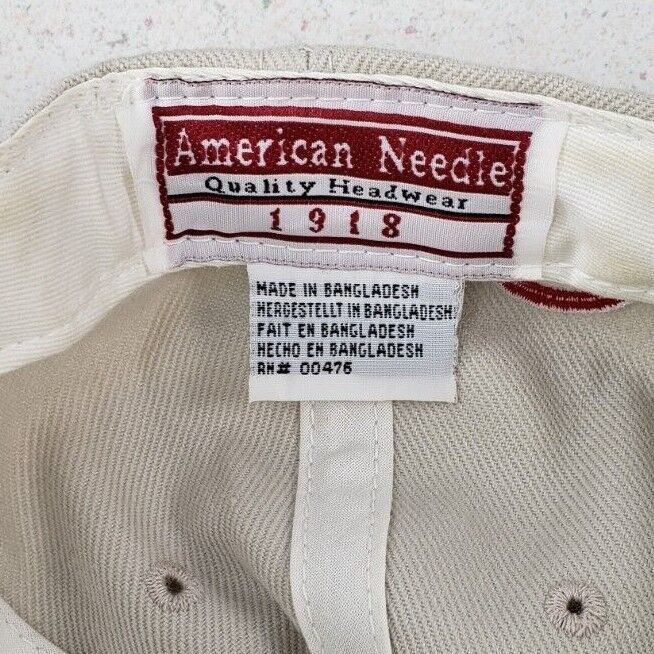 American Needle
Quality Headwear
1918
MADE IN BANGLADESH
HERGESTELLT IN BANGLADESH
FAIT EN BANGLADESH
HECHO EN BANGLADESH
RN# 00476